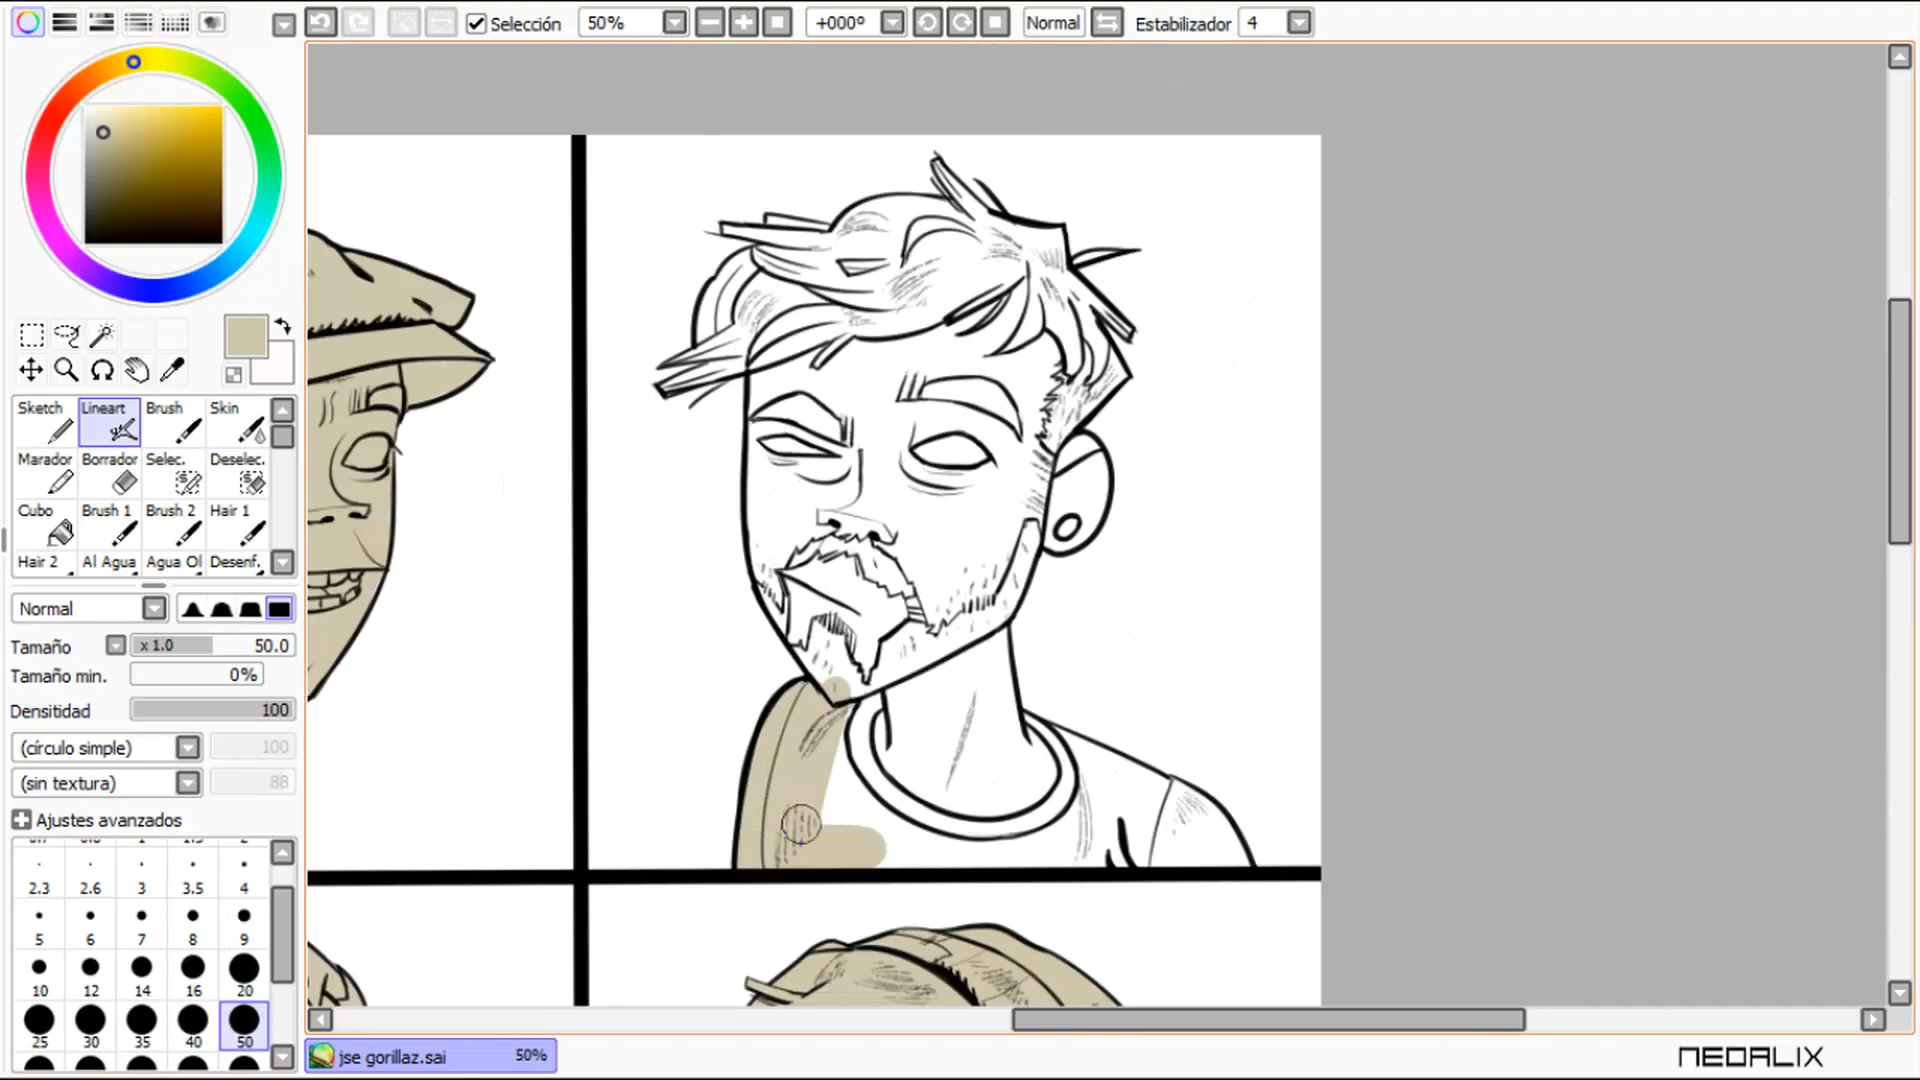 Selección 50% +000º Normal Estabilizador 4
Sketch Lineart Brush Skin
Marador Borrador Selec. Deselec.
Cubo Brush 1 Brush 2 Hair 1
Hair 2 Al Agua Agua Ol Desenf.
Normal
Tamaño x 1.0 50.0
Tamaño min. 0%
Densitidad 100
(círculo simple) 100
(sin textura) 88
Ajustes avanzados
2.3 2.6 3 3.5 4
5 6 7 8 9
10 12 14 16 20
25 30 35 40 50
jse gorillaz.sai 50%
NEOALIX